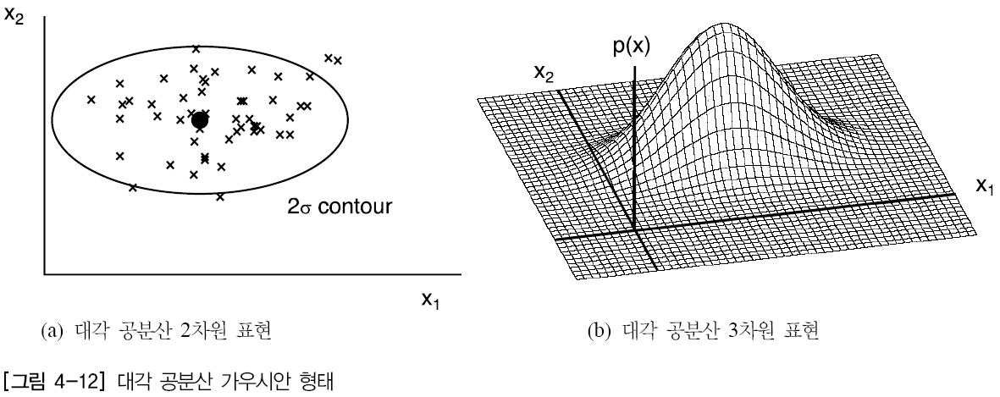 x2
2σ contour
x1
p(x)
x2
x1
(a) 대각 공분산 2차원 표현
(b) 대각 공분산 3차원 표현
[그림 4-12] 대각 공분산 가우시안 형태